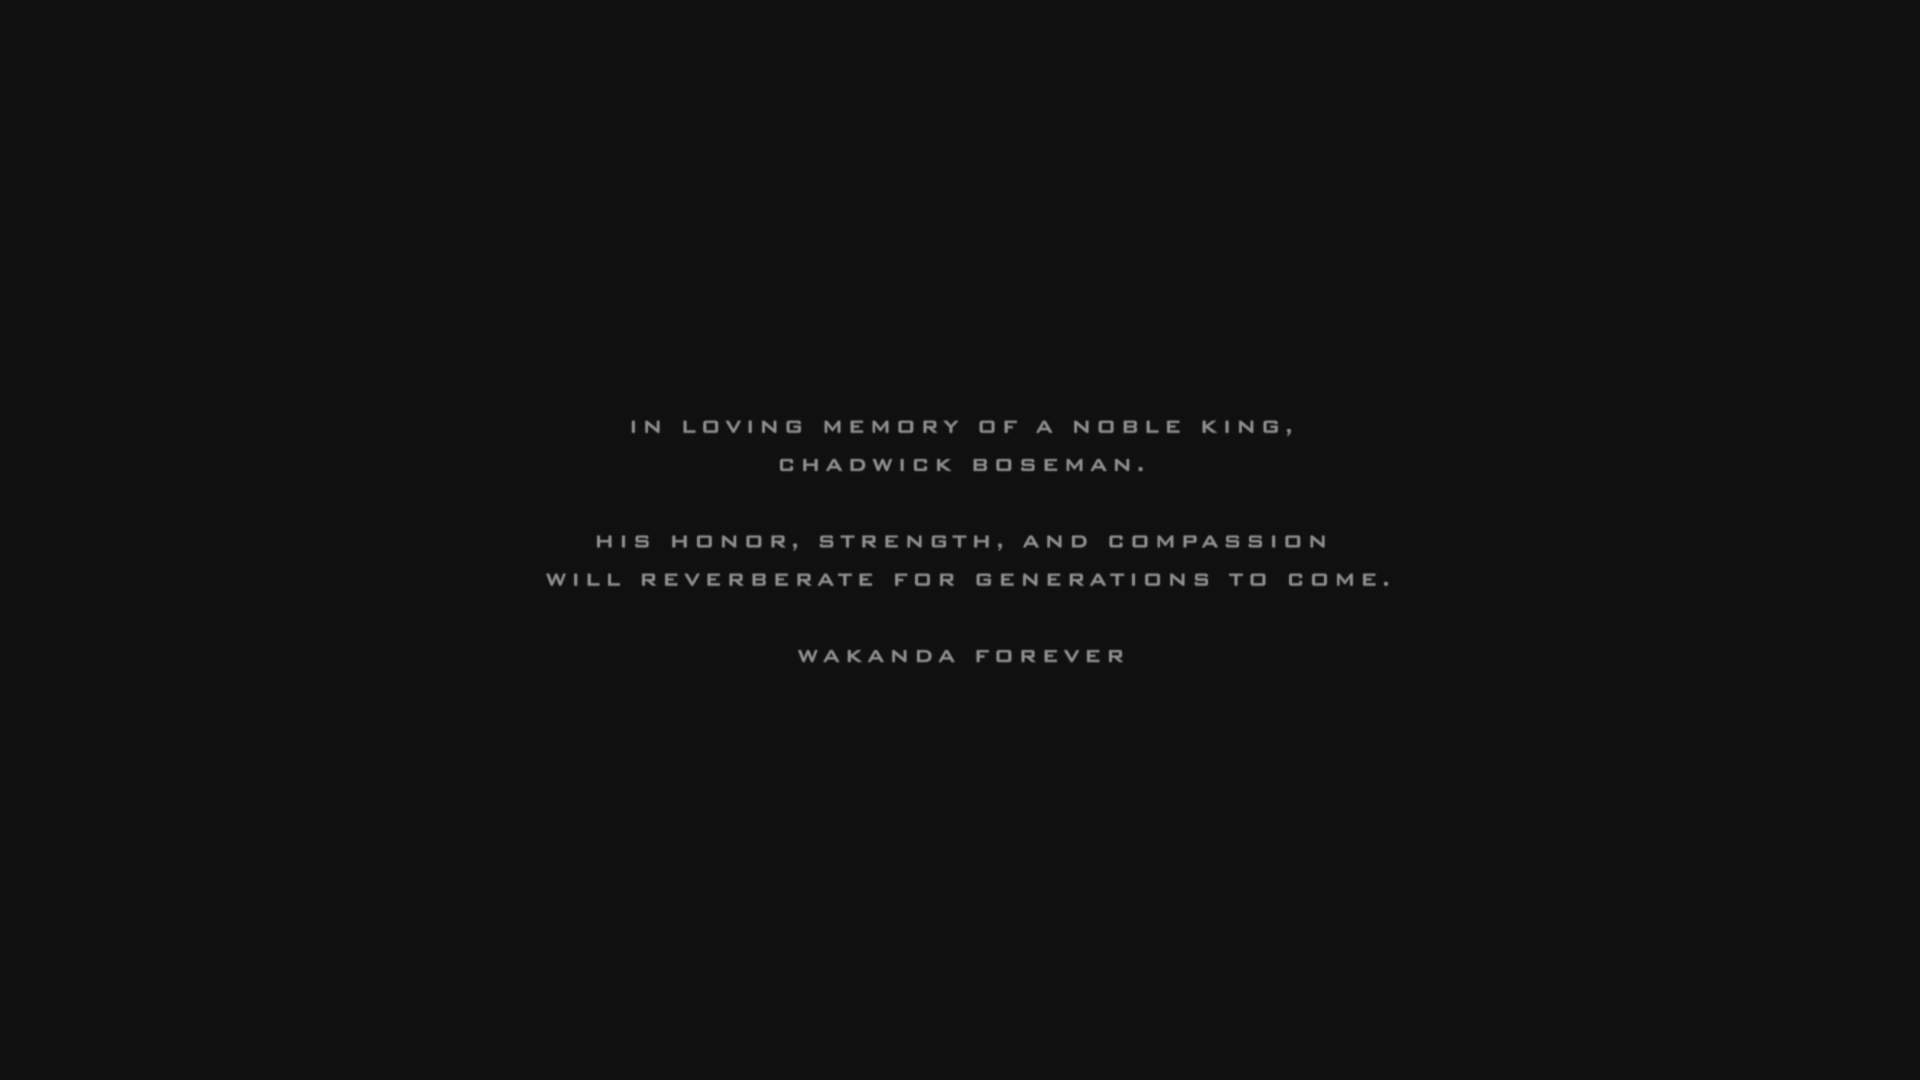 IN LOVING MEMORY OF A NOBLE KING,
CHADWICK BOSEMAN.
HIS HONOR, STRENGTH, AND COMPASSION
WILL REVERBERATE FOR GENERATIONS TO COME.
WAKANDA FOREVER